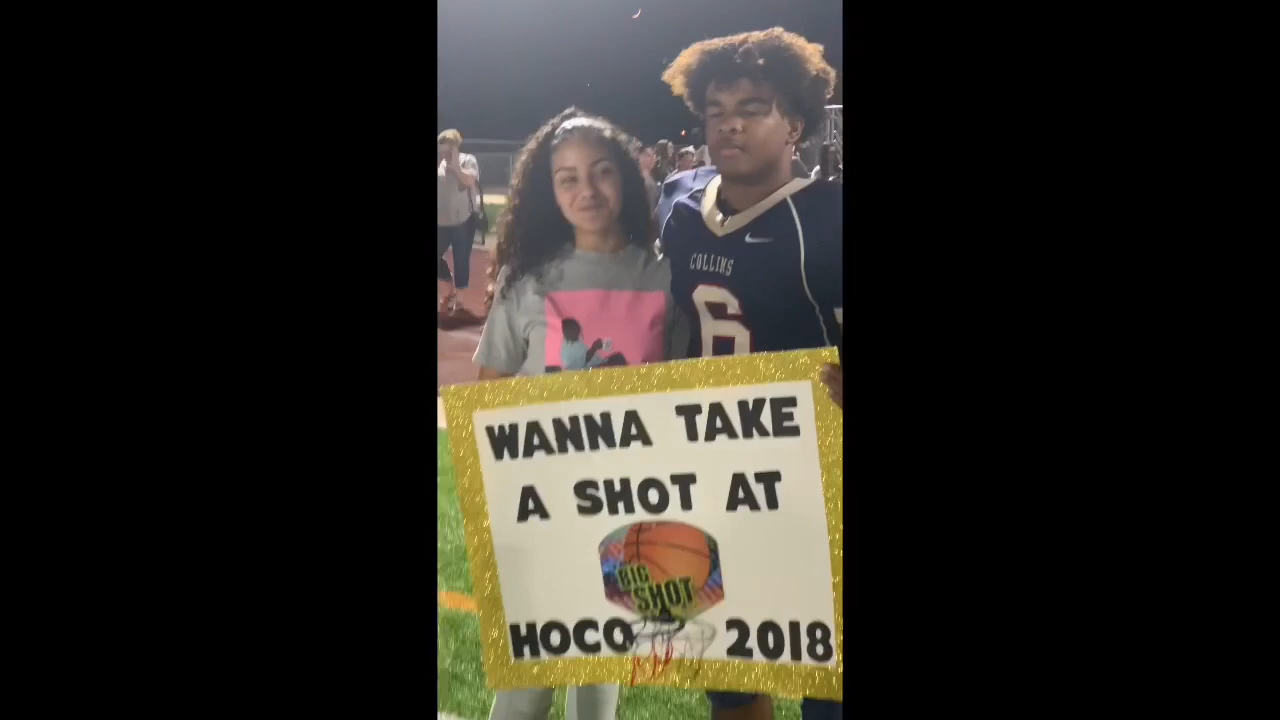 COLLINS
6
WANNA TAKE
A SHOT AT
BIG
SHOT
HOCO 2018